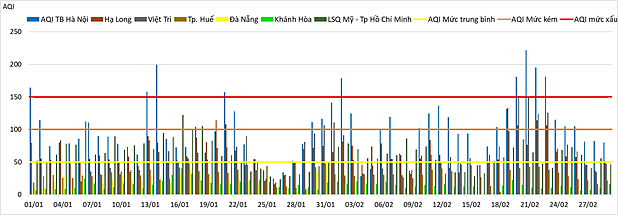 AQI
AQI TB Hà Nội Hạ Long Việt Trì Tp. Huế Đà Nẵng Khánh Hòa LSQ Mỹ - Tp Hồ Chí Minh AQI Mức trung bình AQI Mức kém AQI mức xấu
250
200
150
100
50
0
01/01 04/01 07/01 10/01 13/01 16/01 19/01 22/01 25/01 28/01 31/01 03/02 06/02 09/02 12/02 15/02 18/02 21/02 24/02 27/02